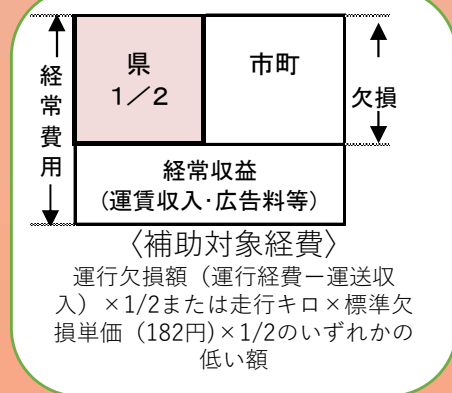 経常費用
県
1／2
市町
欠損
経常収益
(運賃収入･広告料等)
〈補助対象経費〉
運行欠損額（運行経費ー運送収
入）×1/2または走行キロ×標準欠
損単価（182円)×1/2のいずれかの
低い額